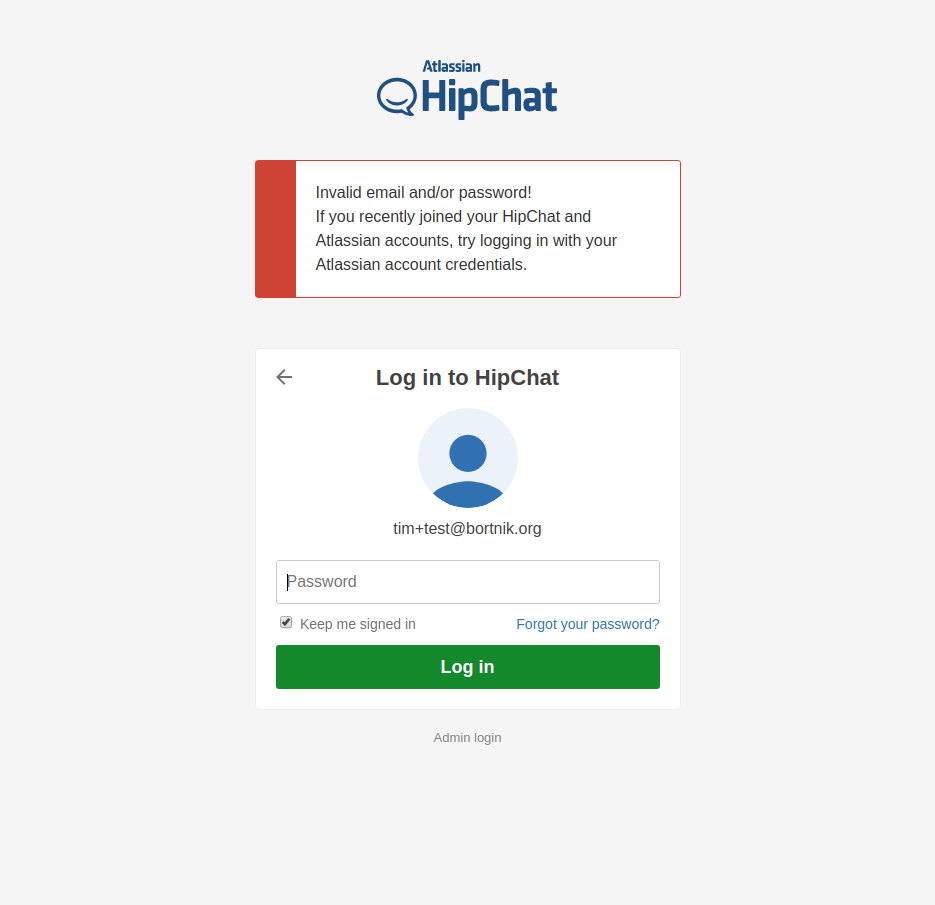 Atlassian
HipChat
Invalid email and/or password!
If you recently joined your HipChat and
Atlassian accounts, try logging in with your
Atlassian account credentials.
Log in to HipChat
tim+test@bortnik.org
Password
Keep me signed in Forgot your password?
Log in
Admin login